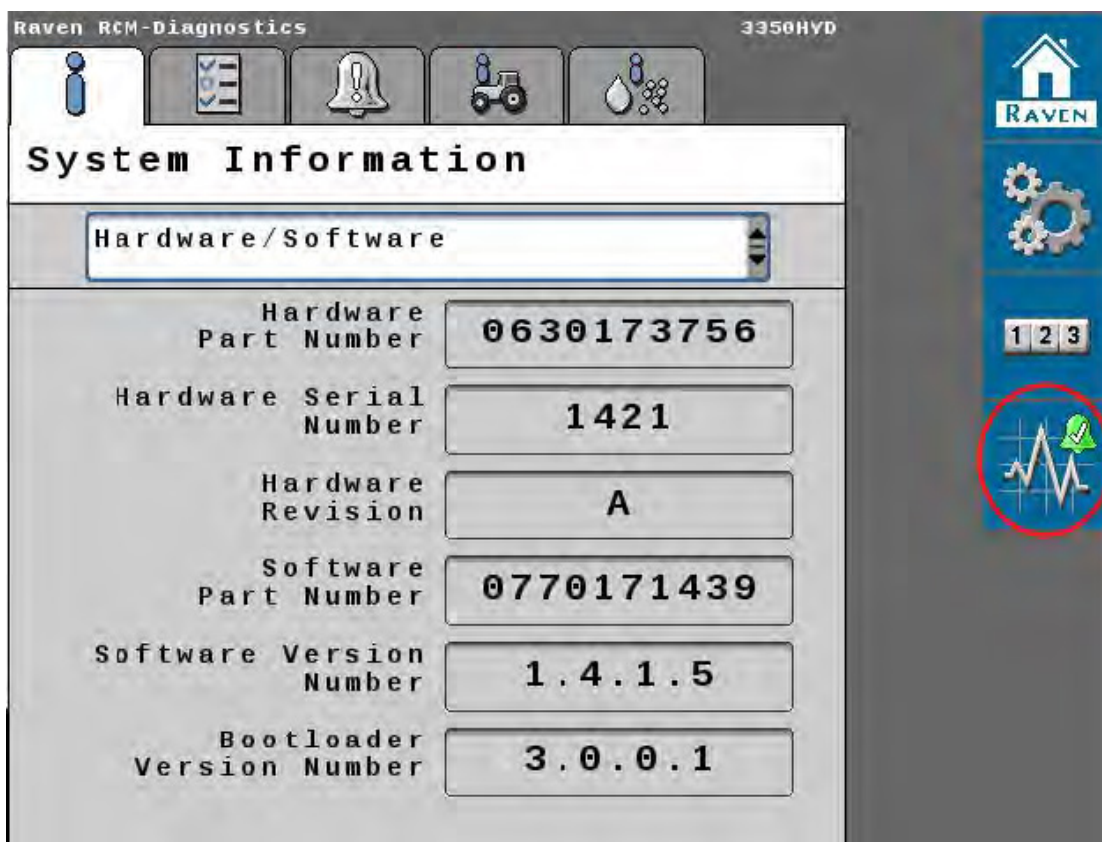 Raven RCM-Diagnostics 3350HYD
RAVEN
System Information
Hardware/Software
Hardware
Part Number
0630173756
1 2 3
Hardware Serial
Number
1421
Hardware
Revision
A
Software
Part Number
0770171439
Software Version
Number
1.4.1.5
Bootloader
Version Number
3.0.0.1